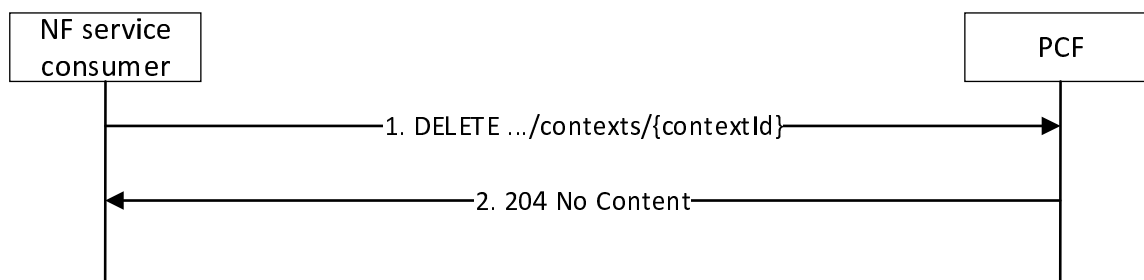 NF service
consumer
PCF
1. DELETE .../contexts/{contextId}
2. 204 No Content